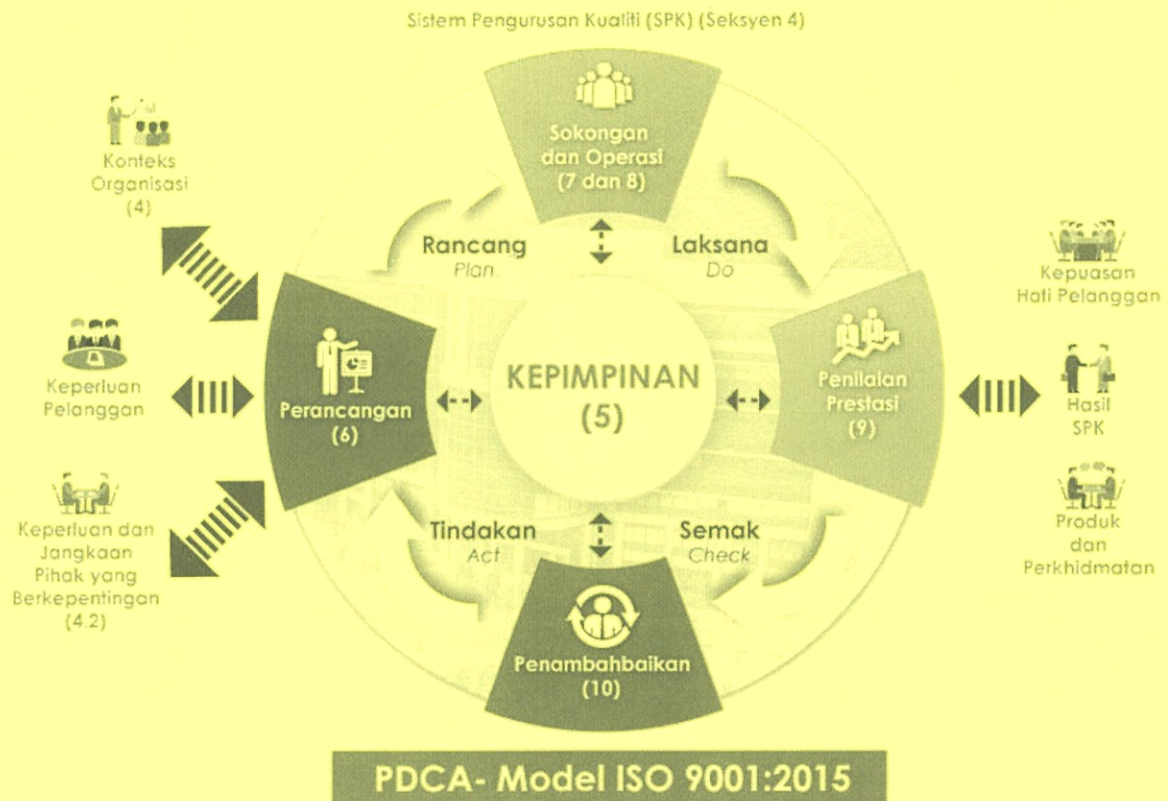 Sistem Pengurusan Kualiti (SPK) (Seksyen 4)
Sokongan
dan Operasi
(7 dan 8)
Konteks
Organisasi
(4)
Rancang
Plan
Laksana
Do
Kepuasan
Hati Pelanggan
Keperluan
Pelanggan
Perancangan
(6)
KEPIMPINAN
(5)
Penilaian
Prestasi
(9)
Hasil
SPK
Keperluan dan
Jangkaan
Pihak yang
Berkepentingan
(4.2)
Tindakan
Act
Semak
Check
Produk
dan
Perkhidmatan
Penambahbaikan
(10)
PDCA- Model ISO 9001:2015